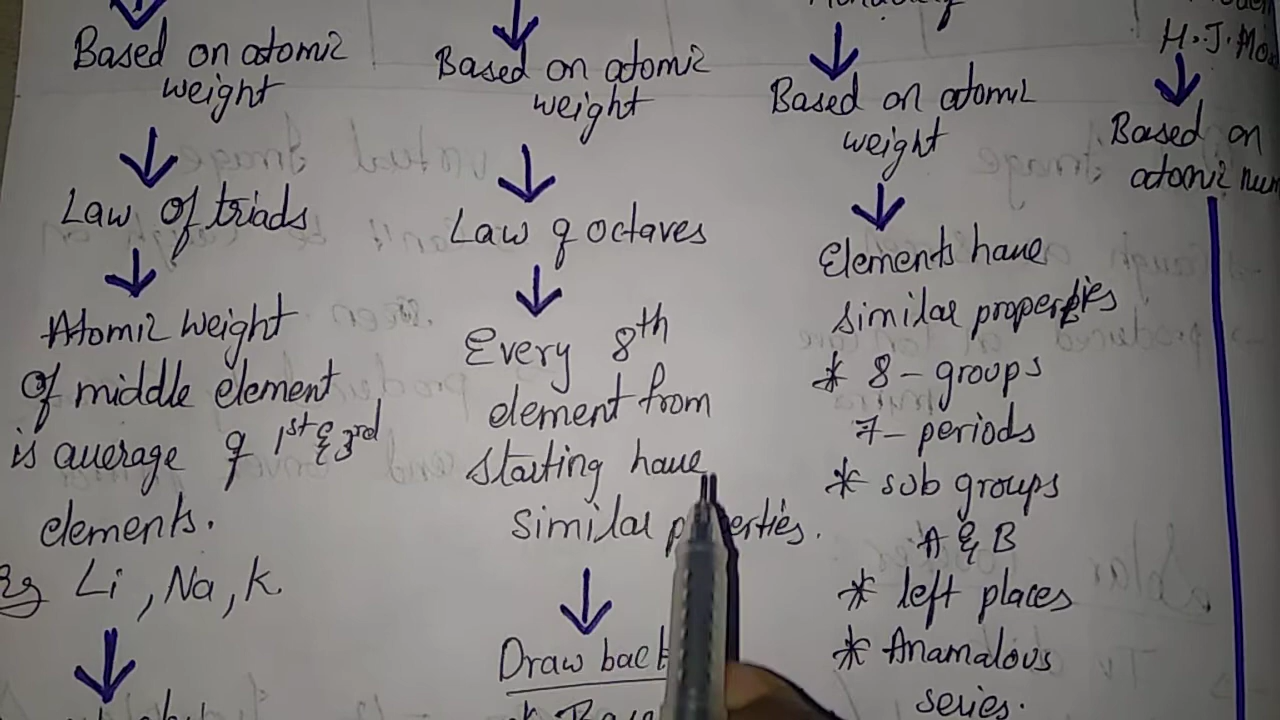 Based on atomic
weight
Law of triads
Atomic weight
Of middle element
is average of 1st & 3rd
elements.
Eg Li, Na, K.
Based on atomic
weight
Law of octaves
Every 8th
element from
starting have
similar properties.
Draw back
Based on atomic
weight
Elements have
similar properties
* 8 - groups
7 - periods
* sub groups
A & B
* left places
* Anamalous
series.
H.J.Mo
Based on
atomic num